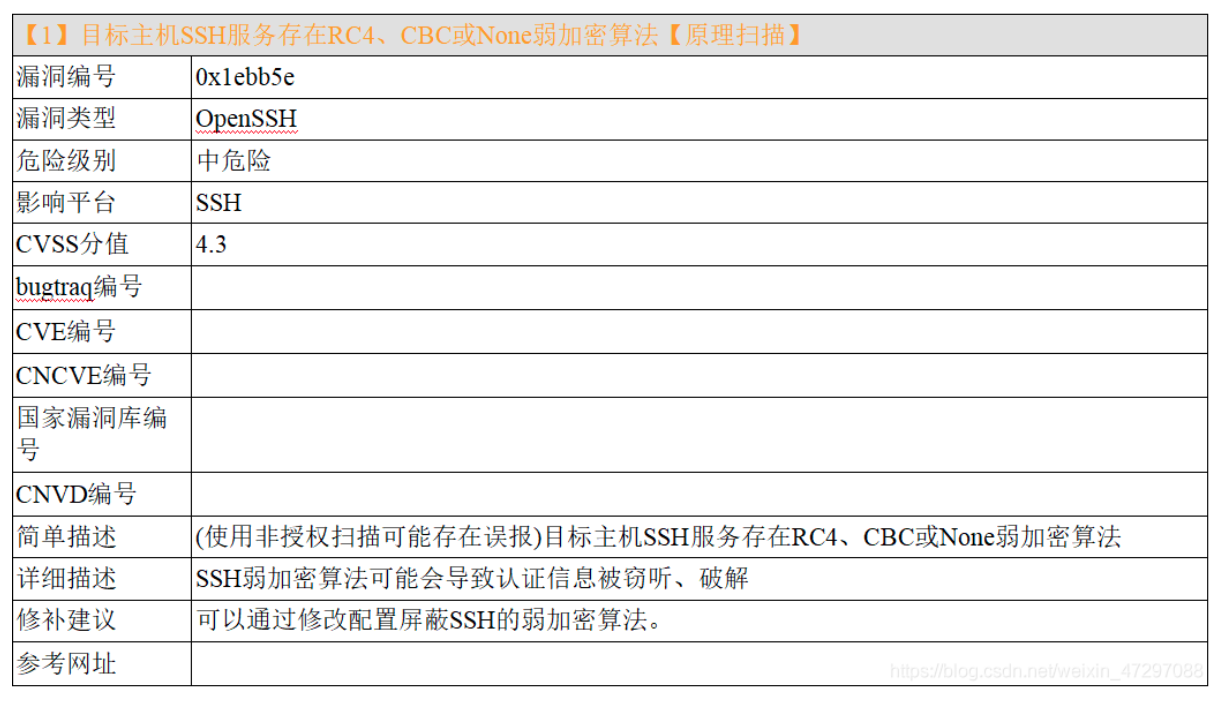 【1】目标主机SSH服务存在RC4、CBC或None弱加密算法【原理扫描】
漏洞编号 0x1ebb5e
漏洞类型 OpenSSH
危险级别 中危险
影响平台 SSH
CVSS分值 4.3
bugtraq编号
CVE编号
CNCVE编号
国家漏洞库编
号
CNVD编号
简单描述 (使用非授权扫描可能存在误报)目标主机SSH服务存在RC4、CBC或None弱加密算法
详细描述 SSH弱加密算法可能会导致认证信息被窃听、破解
修补建议 可以通过修改配置屏蔽SSH的弱加密算法。
参考网址
https://blog.csdn.net/weixin_47297088